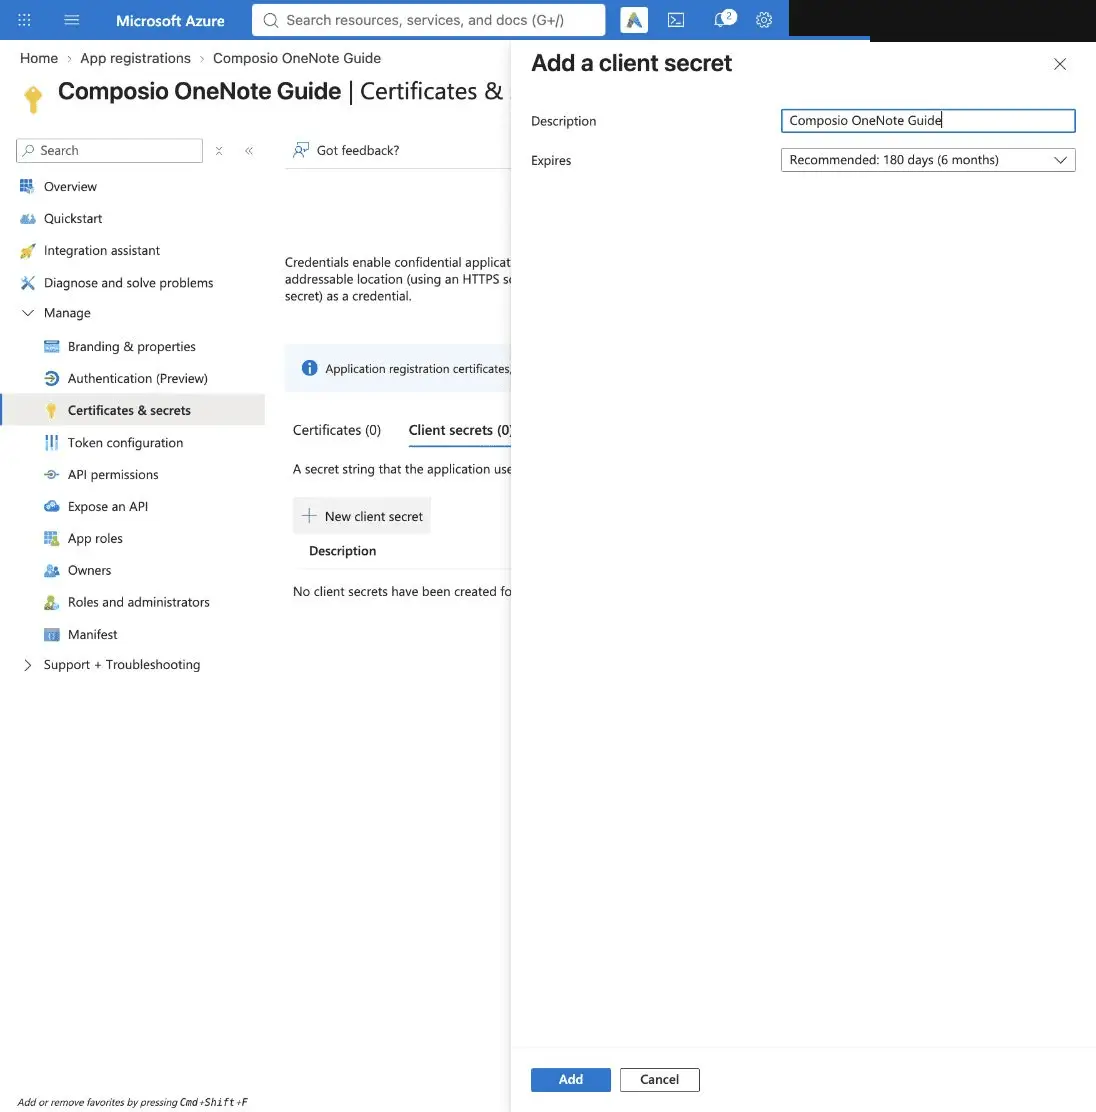 Microsoft Azure
Search resources, services, and docs (G+/)
2
Home > App registrations > Composio OneNote Guide
Composio OneNote Guide | Certificates &
Search
Got feedback?
Overview
Quickstart
Integration assistant
Diagnose and solve problems
Manage
Branding & properties
Authentication (Preview)
Certificates & secrets
Token configuration
API permissions
Expose an API
App roles
Owners
Roles and administrators
Manifest
Support + Troubleshooting
Add or remove favorites by pressing Cmd+Shift+F
Credentials enable confidential applicat
addressable location (using an HTTPS s
secret) as a credential.
Application registration certificates,
Certificates (0)
Client secrets (0)
A secret string that the application use
New client secret
Description
No client secrets have been created fo
Add a client secret
Description
Composio OneNote Guide
Expires
Recommended: 180 days (6 months)
Add
Cancel